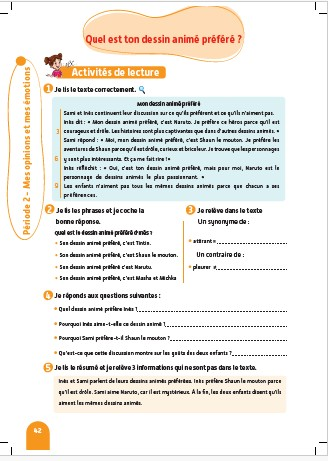 Quel est ton dessin animé préféré ?
Activités de lecture
Période 2 - Mes opinions et mes émotions
1 Je lis le texte correctement.
Mon dessin animé préféré
Sami et Inès continuent leur discussion sur ce qu'ils préfèrent et ce qu'ils n'aiment pas.
Inès dit : « Mon dessin animé préféré, c'est Naruto. Je préfère ce héros parce qu'il est
3 courageux et drôle. Les histoires sont plus captivantes que dans d'autres dessins animés. »
Sami répond : « Moi, mon dessin animé préféré, c'est Shaun le mouton. Je préfère les
aventures de Shaun parce qu'il est drôle, curieux et bricoleur. Je trouve que les personnages
6 y sont plus intéressants. Et ça me fait rire ! »
Inès réfléchit : « Oui, c'est ton dessin animé préféré, mais pour moi, Naruto est le
personnage de dessins animés le plus passionnant. »
9 Les enfants n'aiment pas tous les mêmes dessins animés parce que chacun a ses
préférences.
2 Je lis les phrases et je coche la
bonne réponse.
Quel est le dessin animé préféré d'Inès ?
• Son dessin animé préféré, c'est Tintin.
• Son dessin animé préféré, c'est Shaun le mouton.
• Son dessin animé préféré, c'est Naruto.
• Son dessin animé préféré, c'est Masha et Michka
3 Je relève dans le texte
Un synonyme de :
• attirant =
Un contraire de :
• pleurer ≠
4 Je réponds aux questions suivantes :
• Quel dessin animé préfère Inès ?
• Pourquoi Inès aime-t-elle ce dessin animé ?
• Pourquoi Sami préfère-t-il Shaun le mouton ?
• Qu'est-ce que cette discussion montre sur les goûts des deux enfants ?
5 Je lis le résumé et je relève 3 informations qui ne sont pas dans le texte.
Inès et Sami parlent de leurs dessins animés préférées. Inès préfère Shaun le mouton parce
qu'il est drôle. Sami aime Naruto, car il est mystérieux. À la fin, les deux enfants disent qu'ils
aiment les mêmes dessins animés.
42